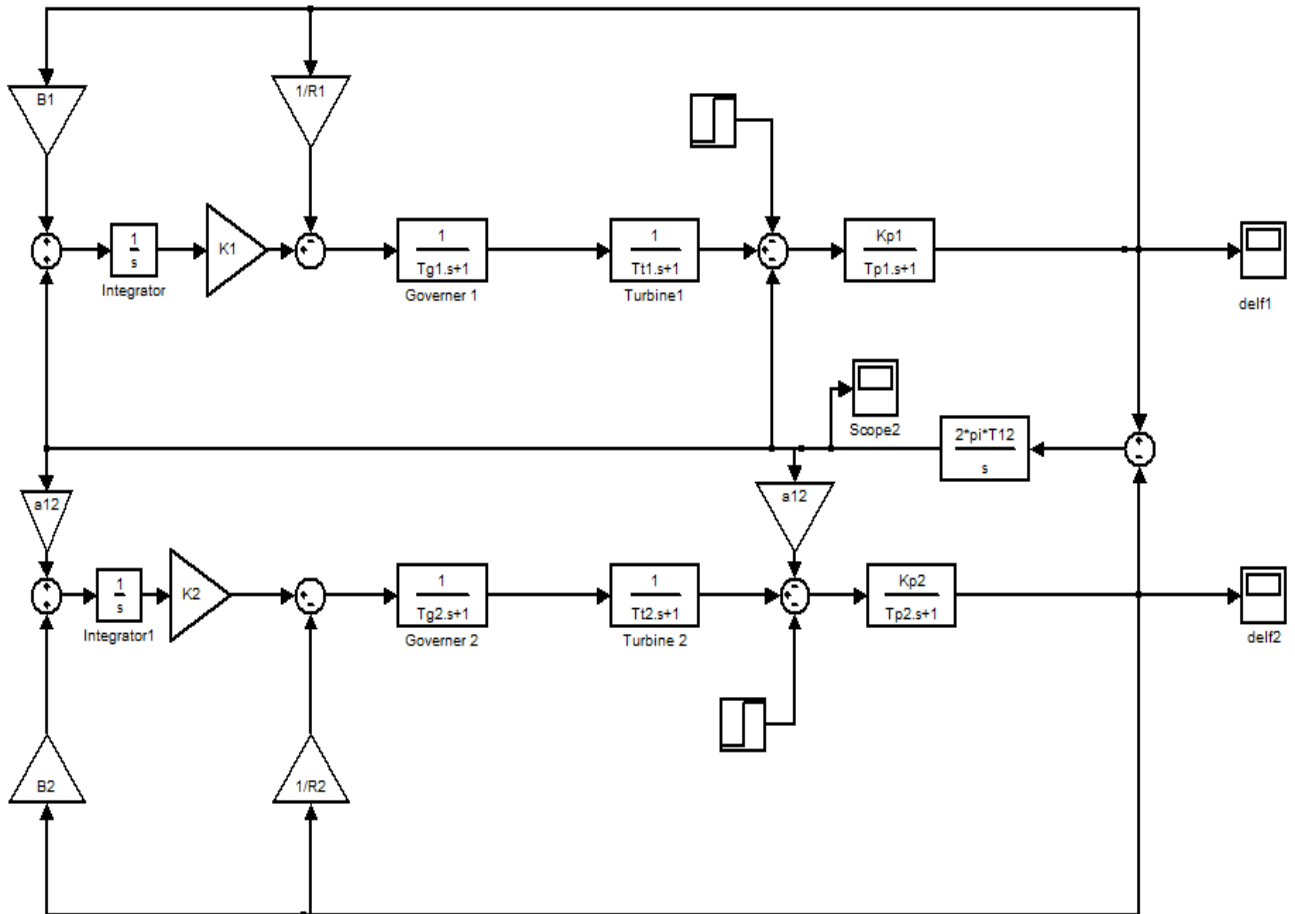 B1
1/R1
1
s
Integrator
K1
1
Tg1.s+1
Governer 1
1
Tt1.s+1
Turbine1
Kp1
Tp1.s+1
delf1
Scope2
2*pi*T12
s
a12
a12
1
s
Integrator1
K2
1
Tg2.s+1
Governer 2
1
Tt2.s+1
Turbine 2
Kp2
Tp2.s+1
delf2
B2
1/R2